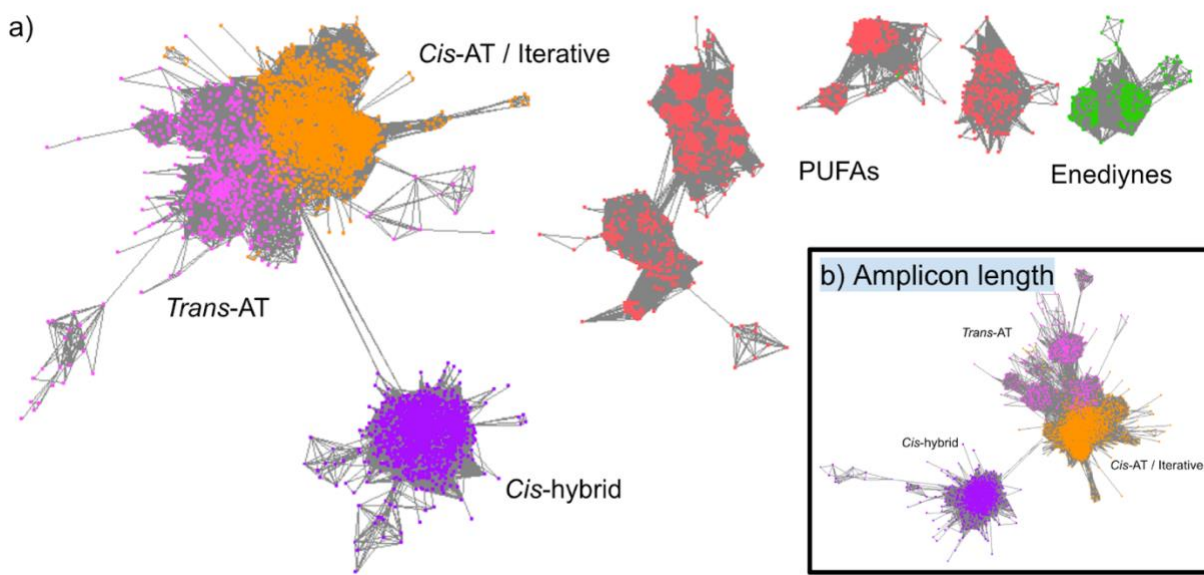 a)
Cis-AT / Iterative
PUFAs
Enediynes
Trans-AT
Cis-hybrid
b) Amplicon length
Trans-AT
Cis-hybrid
Cis-AT / Iterative